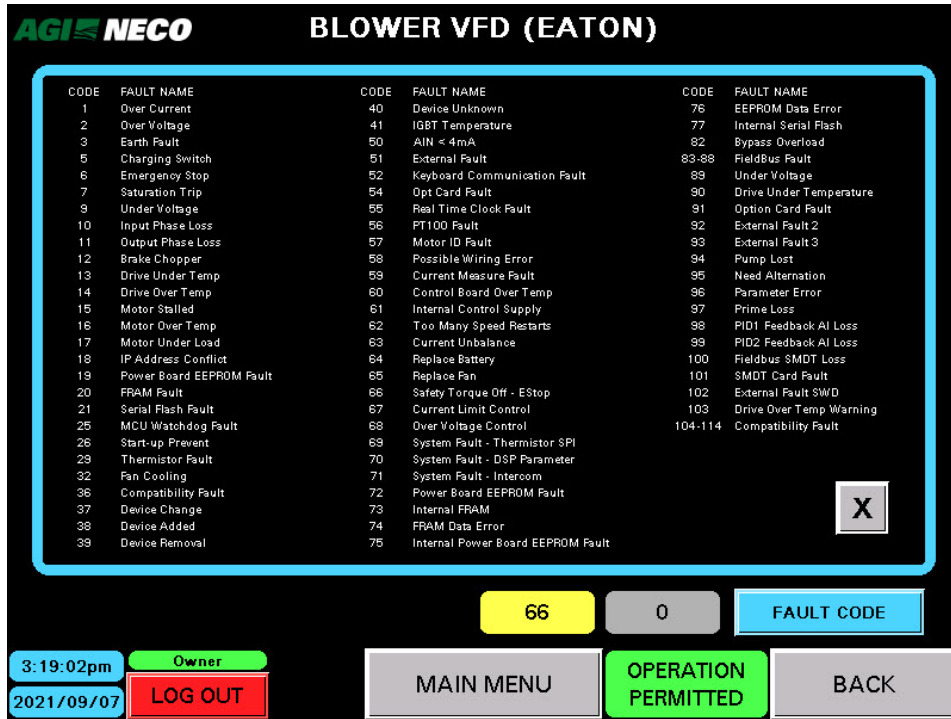 AGI NECO
BLOWER VFD (EATON)
CODE FAULT NAME
1 Over Current
2 Over Voltage
3 Earth Fault
5 Charging Switch
6 Emergency Stop
7 Saturation Trip
9 Under Voltage
10 Input Phase Loss
11 Output Phase Loss
12 Brake Chopper
13 Drive Under Temp
14 Drive Over Temp
15 Motor Stalled
16 Motor Over Temp
17 Motor Under Load
18 IP Address Conflict
19 Power Board EEPROM Fault
20 FRAM Fault
21 Serial Flash Fault
25 MCU Watchdog Fault
26 Start-up Prevent
29 Thermistor Fault
32 Fan Cooling
36 Compatibility Fault
37 Device Change
38 Device Added
39 Device Removal
CODE FAULT NAME
40 Device Unknown
41 IGBT Temperature
50 AIN < 4mA
51 External Fault
52 Keyboard Communication Fault
54 Opt Card Fault
55 Real Time Clock Fault
56 PT100 Fault
57 Motor ID Fault
58 Possible Wiring Error
59 Current Measure Fault
60 Control Board Over Temp
61 Internal Control Supply
62 Too Many Speed Restarts
63 Current Unbalance
64 Replace Battery
65 Replace Fan
66 Safety Torque Off - EStop
67 Current Limit Control
68 Over Voltage Control
69 System Fault - Thermistor SPI
70 System Fault - DSP Parameter
71 System Fault - Intercom
72 Power Board EEPROM Fault
73 Internal FRAM
74 FRAM Data Error
75 Internal Power Board EEPROM Fault
CODE FAULT NAME
76 EEPROM Data Error
77 Internal Serial Flash
82 Bypass Overload
83-88 FieldBus Fault
89 Under Voltage
90 Drive Under Temperature
91 Option Card Fault
92 External Fault 2
93 External Fault 3
94 Pump Lost
95 Need Alternation
96 Parameter Error
97 Prime Loss
98 PID1 Feedback AI Loss
99 PID2 Feedback AI Loss
100 Fieldbus SMDT Loss
101 SMDT Card Fault
102 External Fault SWD
103 Drive Over Temp Warning
104-114 Compatibility Fault
X
66
0
FAULT CODE
3:19:02pm
2021/09/07
Owner
LOG OUT
MAIN MENU
OPERATION
PERMITTED
BACK